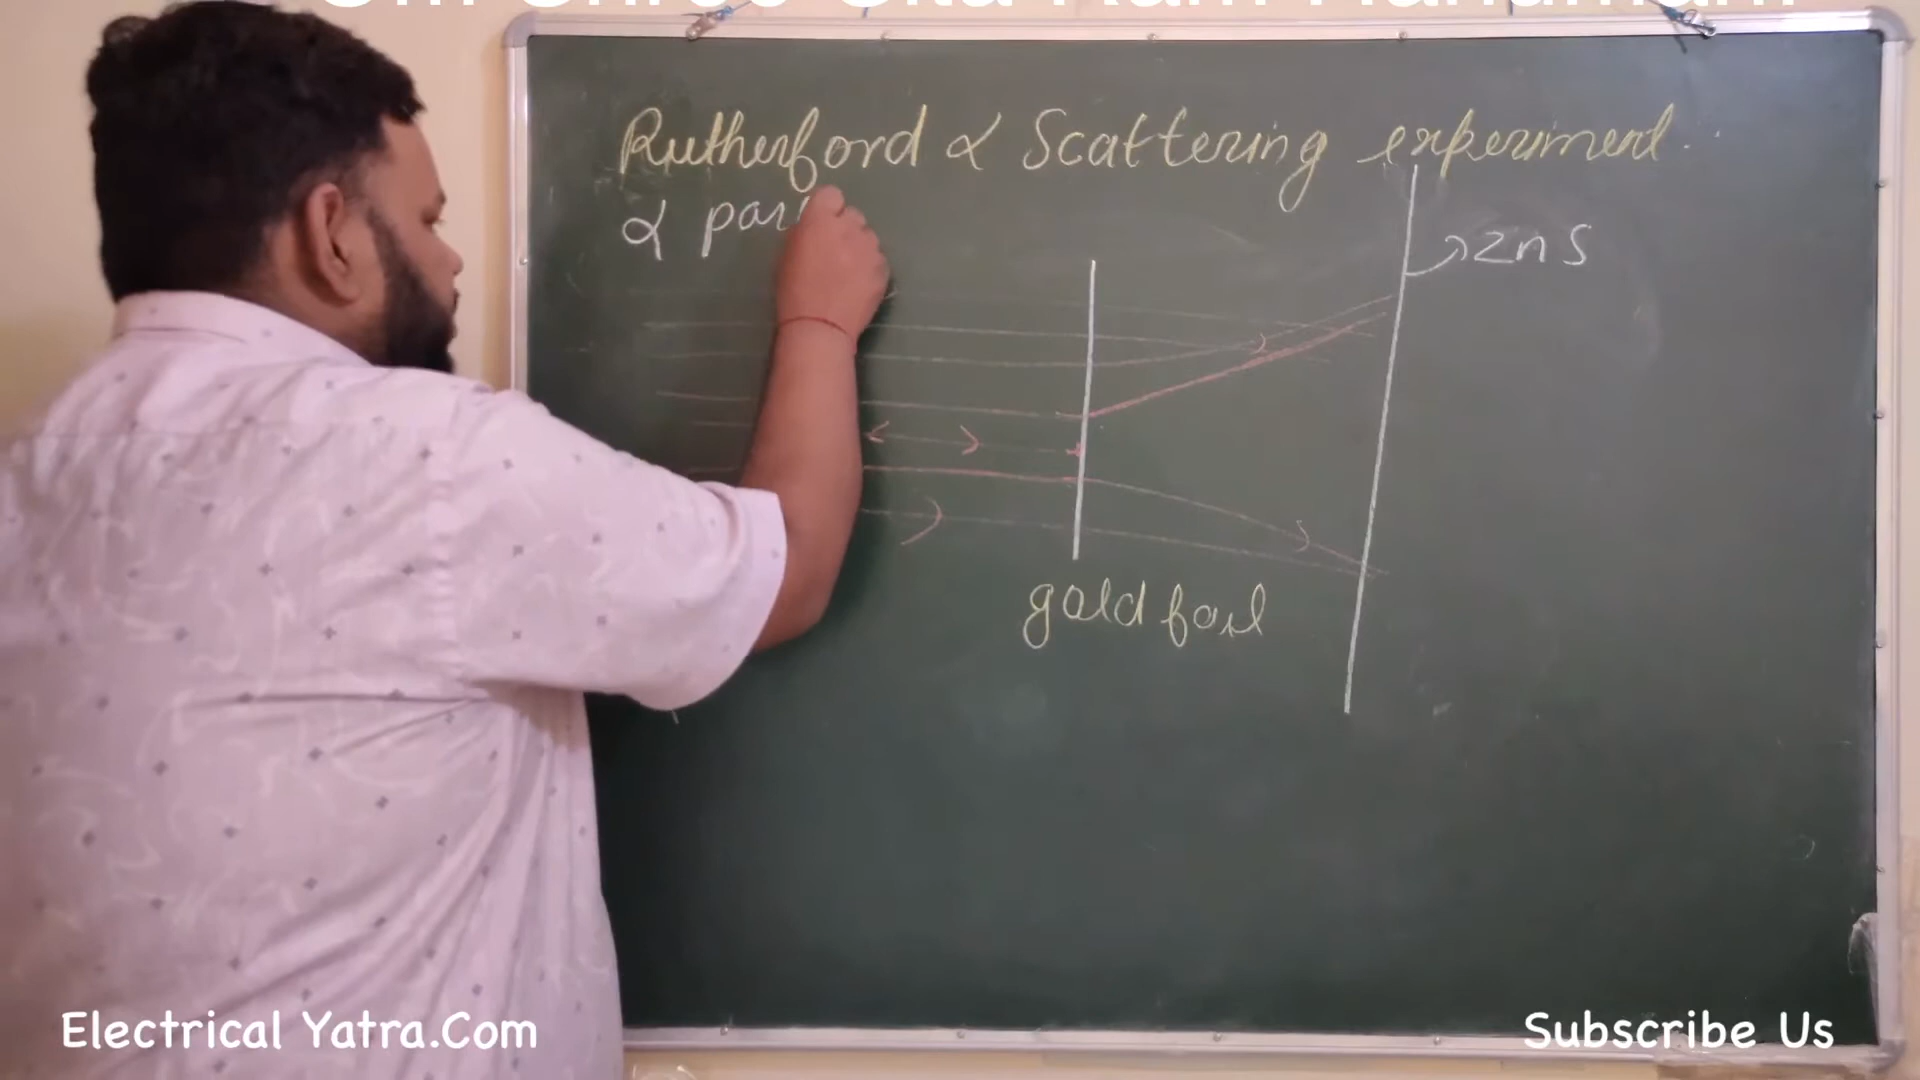 Rutherford α Scattering experiment.
α par
ZnS
gold foil
Electrical Yatra.Com
Subscribe Us